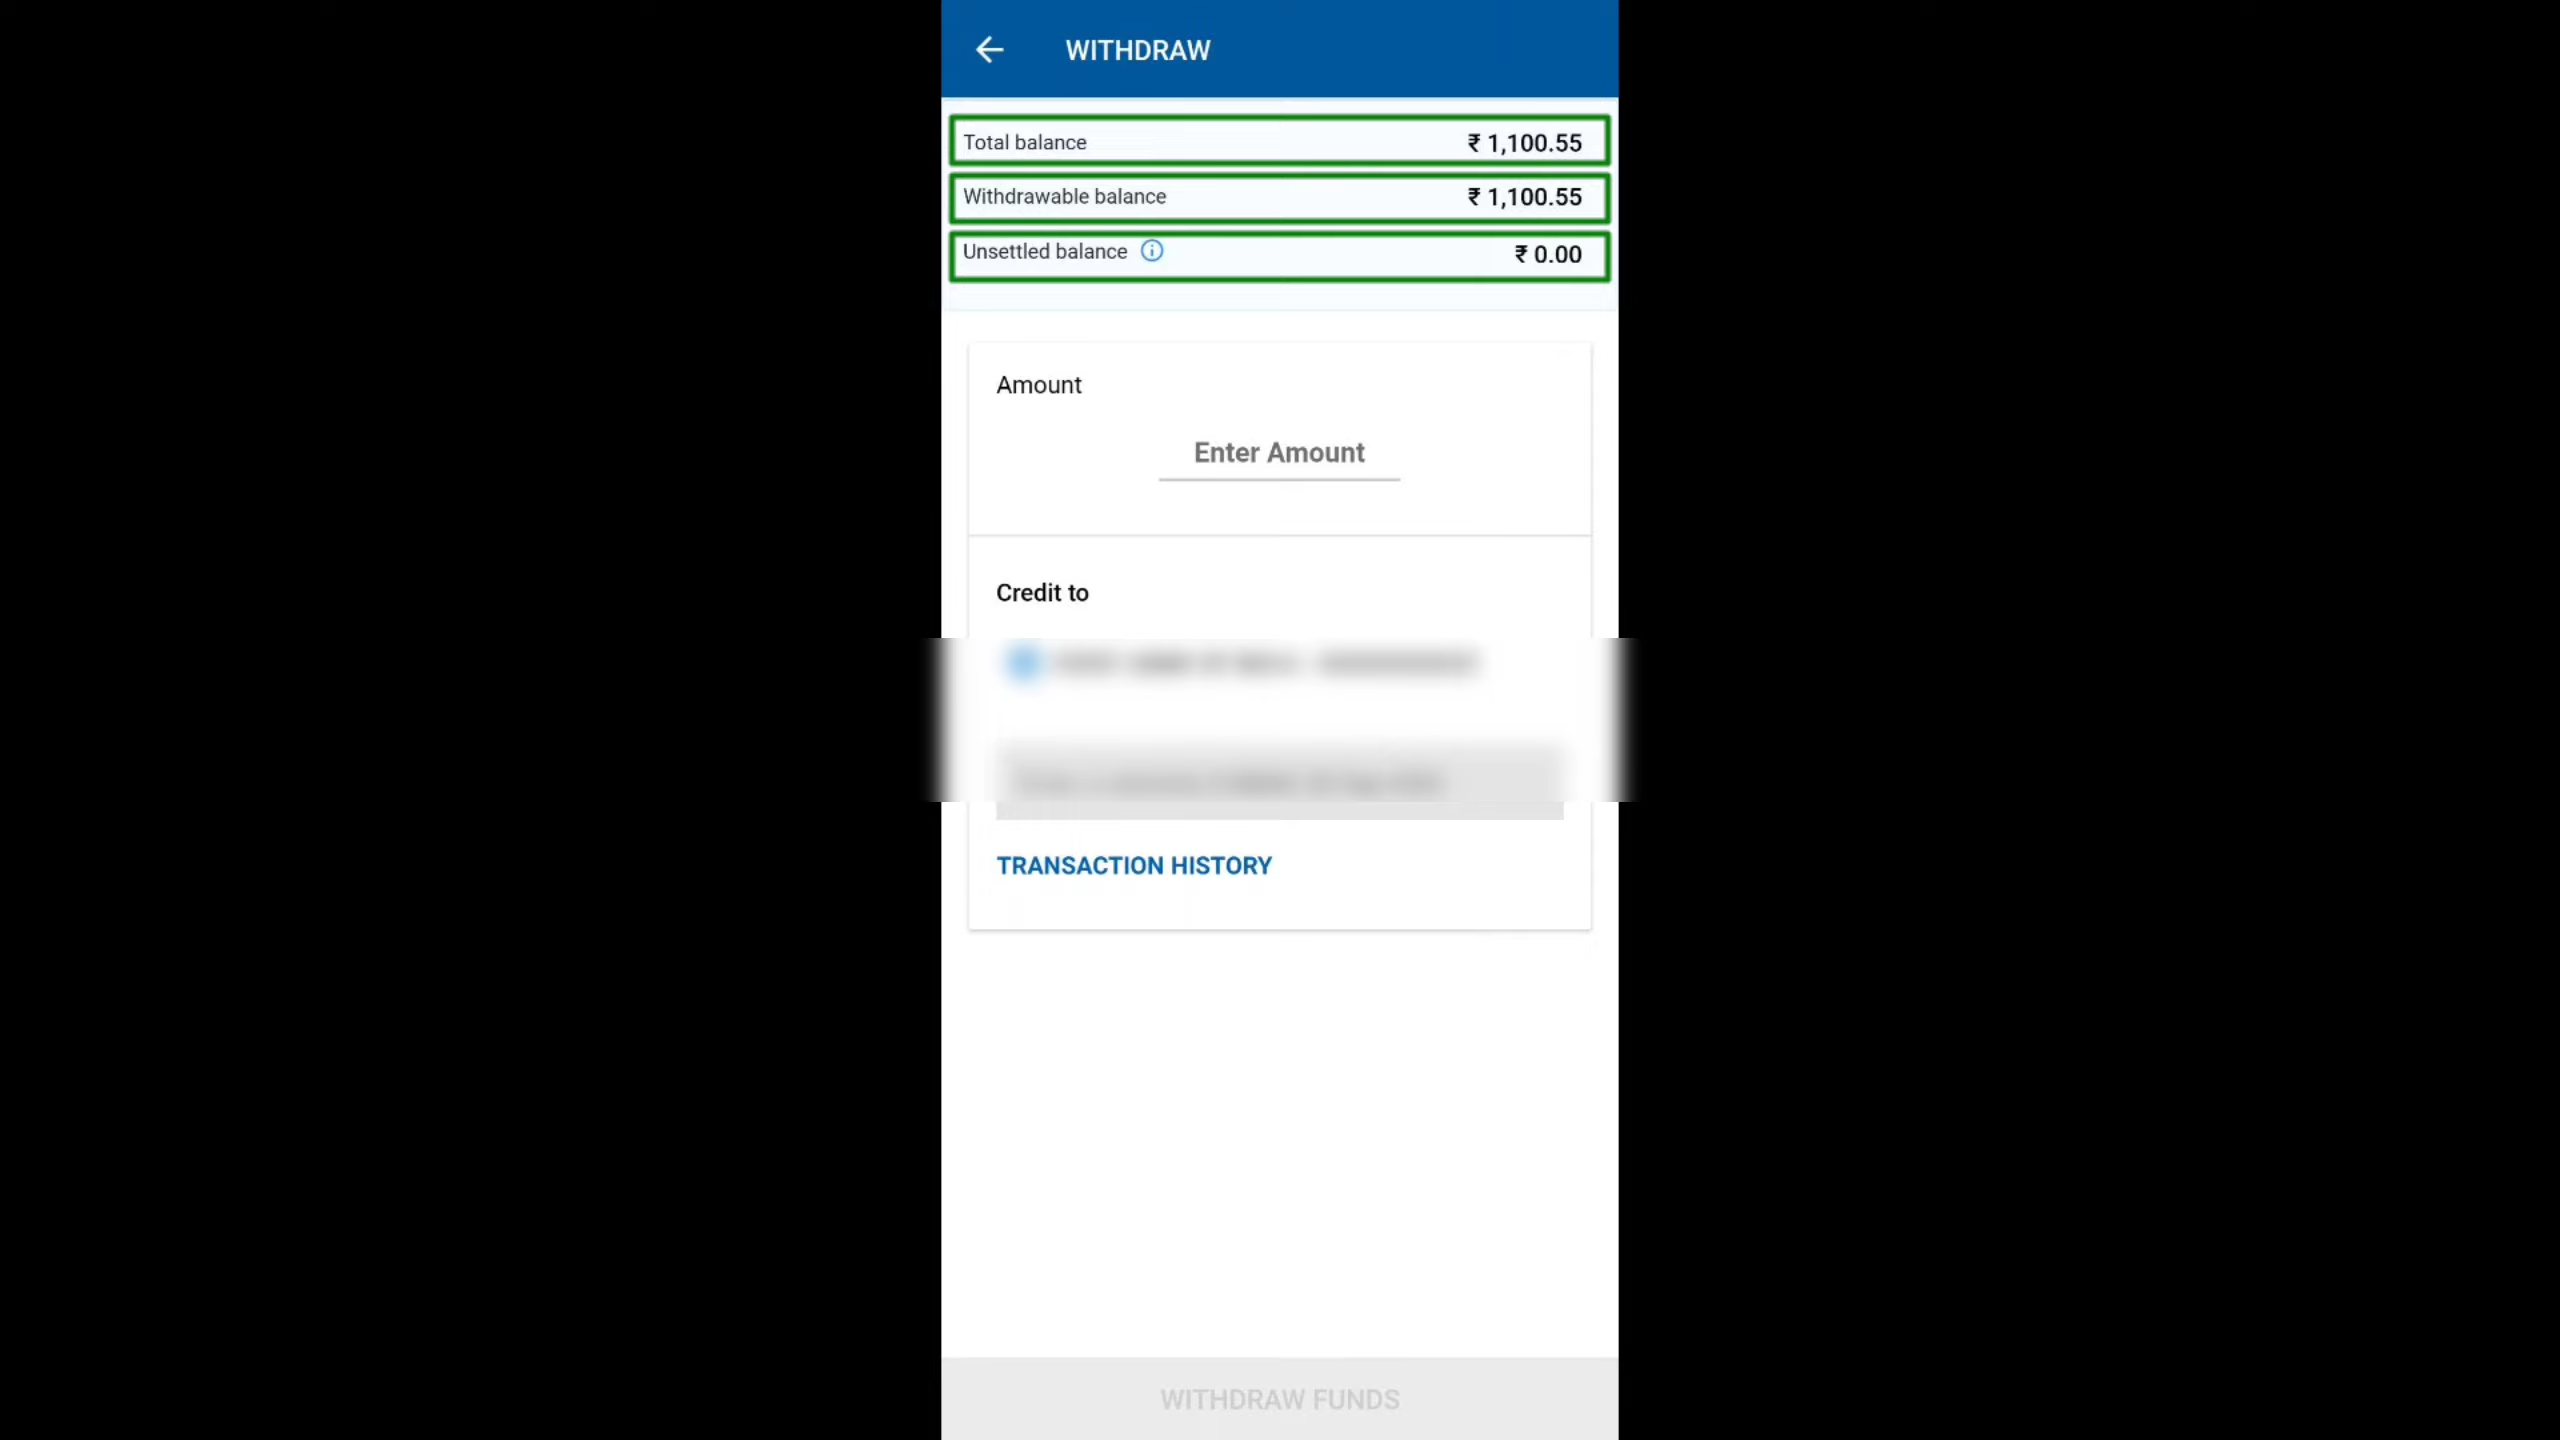 WITHDRAW
Total balance ₹ 1,100.55
Withdrawable balance ₹ 1,100.55
Unsettled balance ₹ 0.00
Amount
Enter Amount
Credit to
TRANSACTION HISTORY
WITHDRAW FUNDS